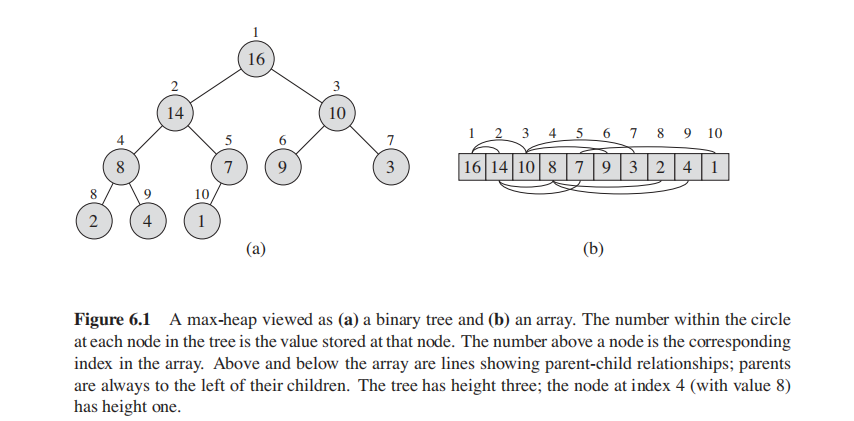 1
16
2 3
14 10
4 5 6 7
8 7 9 3
8 9 10
2 4 1
(a)
1 2 3 4 5 6 7 8 9 10
16 14 10 8 7 9 3 2 4 1
(b)
Figure 6.1 A max-heap viewed as (a) a binary tree and (b) an array. The number within the circle
at each node in the tree is the value stored at that node. The number above a node is the corresponding
index in the array. Above and below the array are lines showing parent-child relationships; parents
are always to the left of their children. The tree has height three; the node at index 4 (with value 8)
has height one.